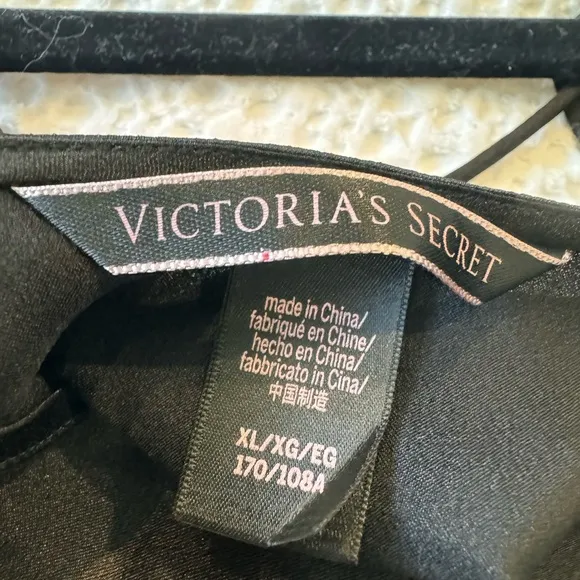 VICTORIA'S SECRET
made in China/
fabriqué en Chine/
hecho en China/
fabbricato in Cina/
中国制造
XL/XG/EG
170/108A